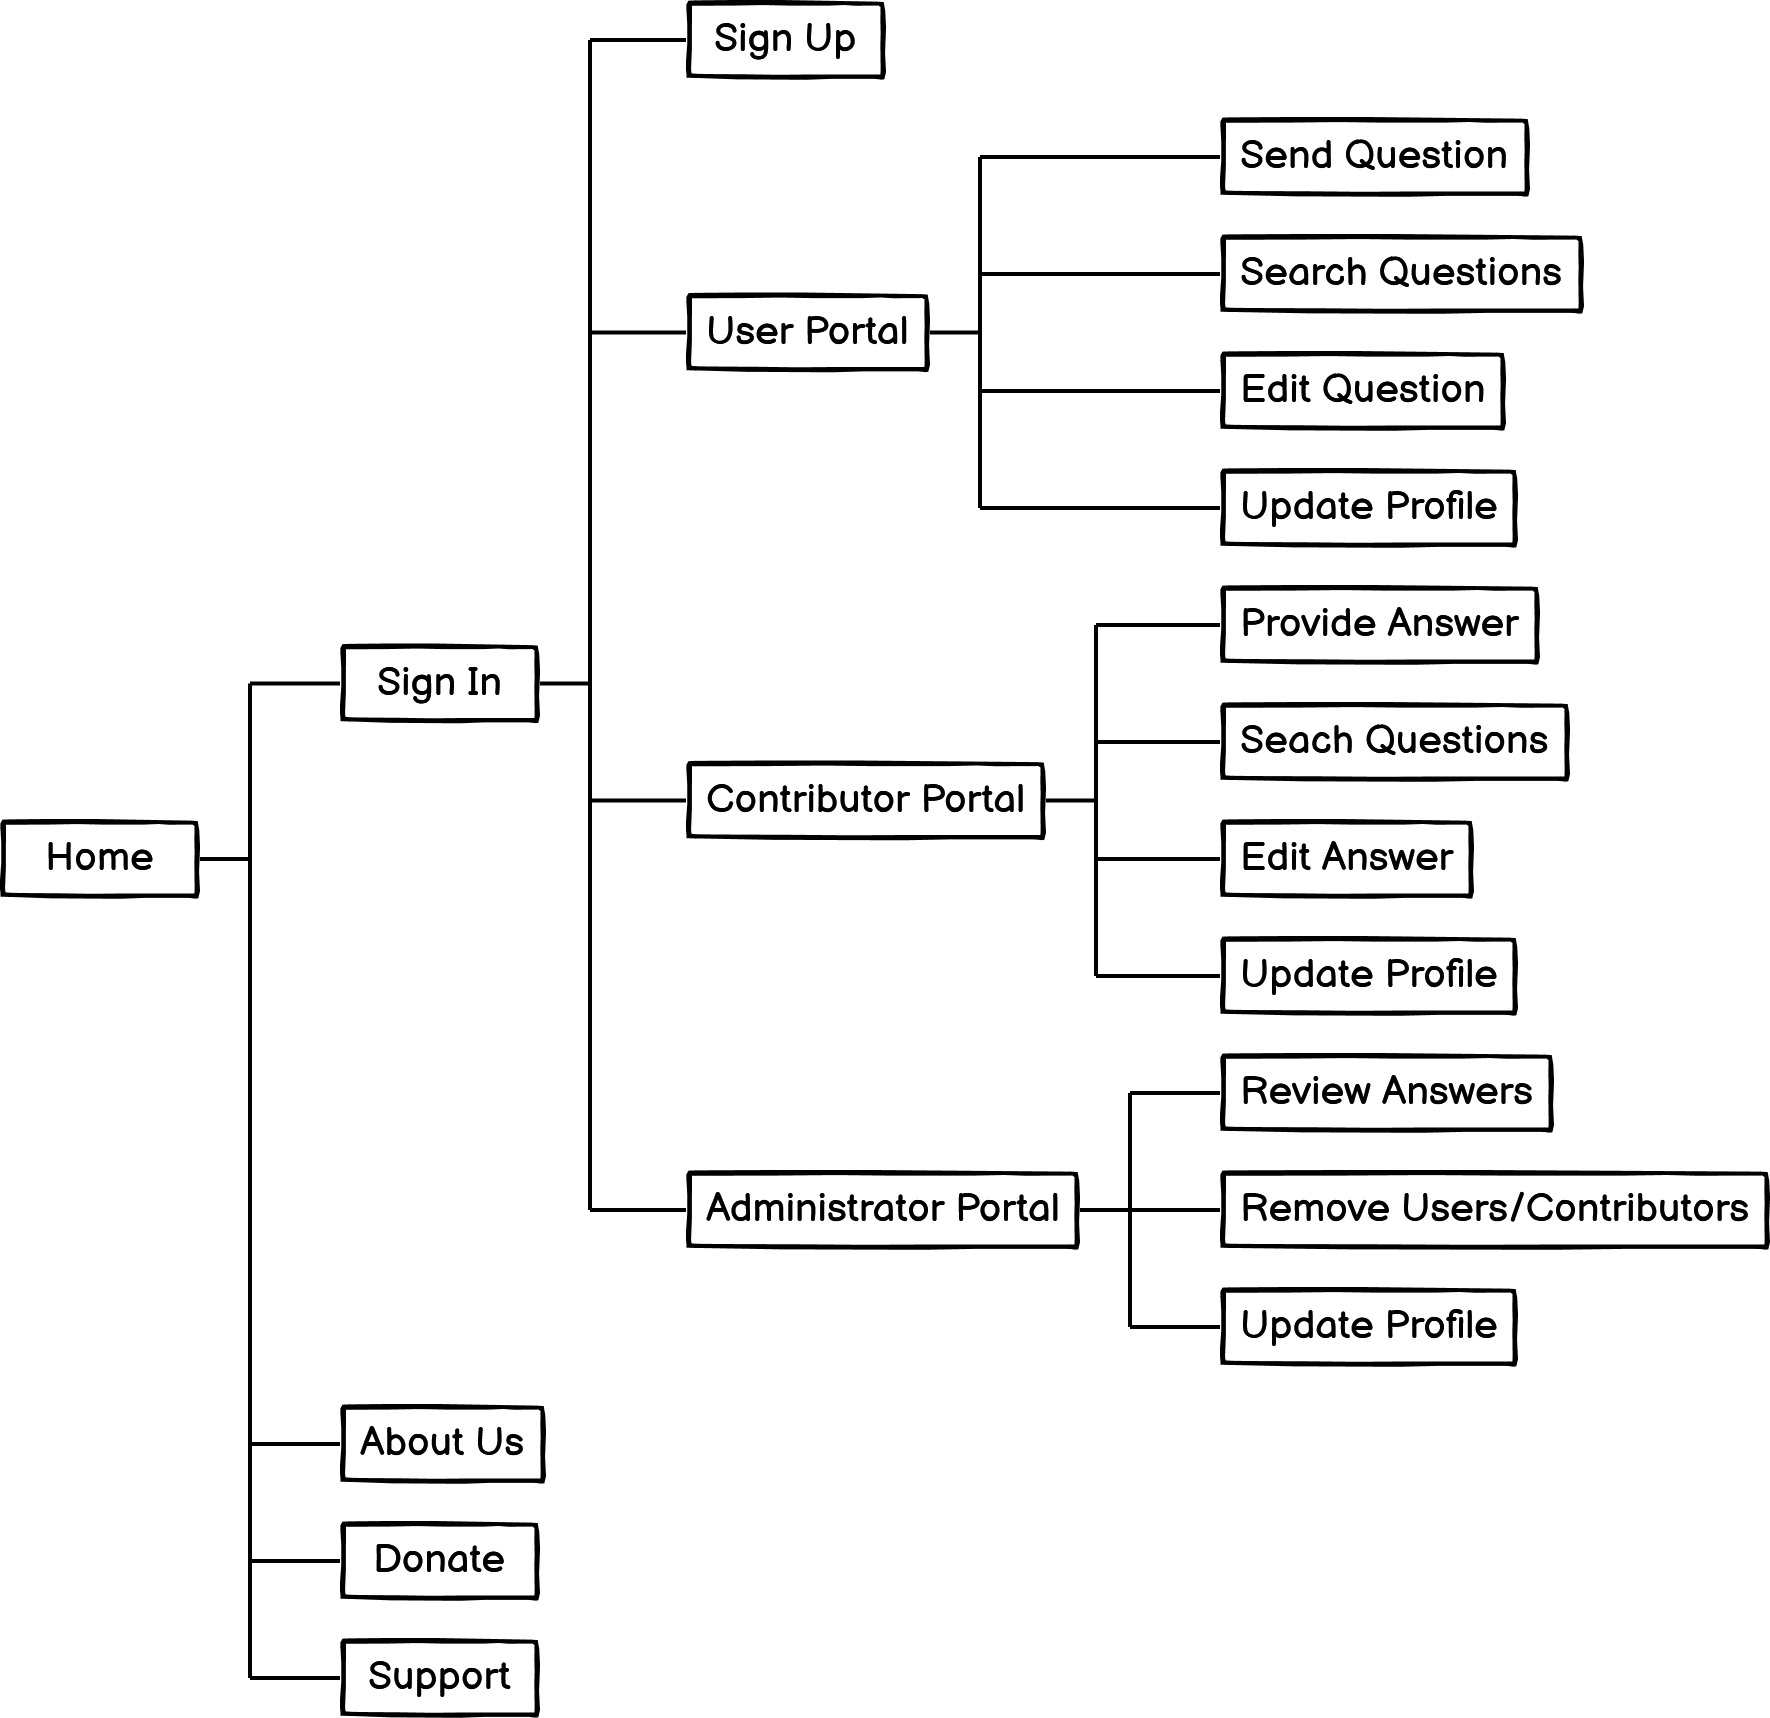 Sign Up
Send Question
Search Questions
User Portal
Edit Question
Update Profile
Provide Answer
Sign In
Seach Questions
Contributor Portal
Home
Edit Answer
Update Profile
Review Answers
Administrator Portal
Remove Users/Contributors
Update Profile
About Us
Donate
Support